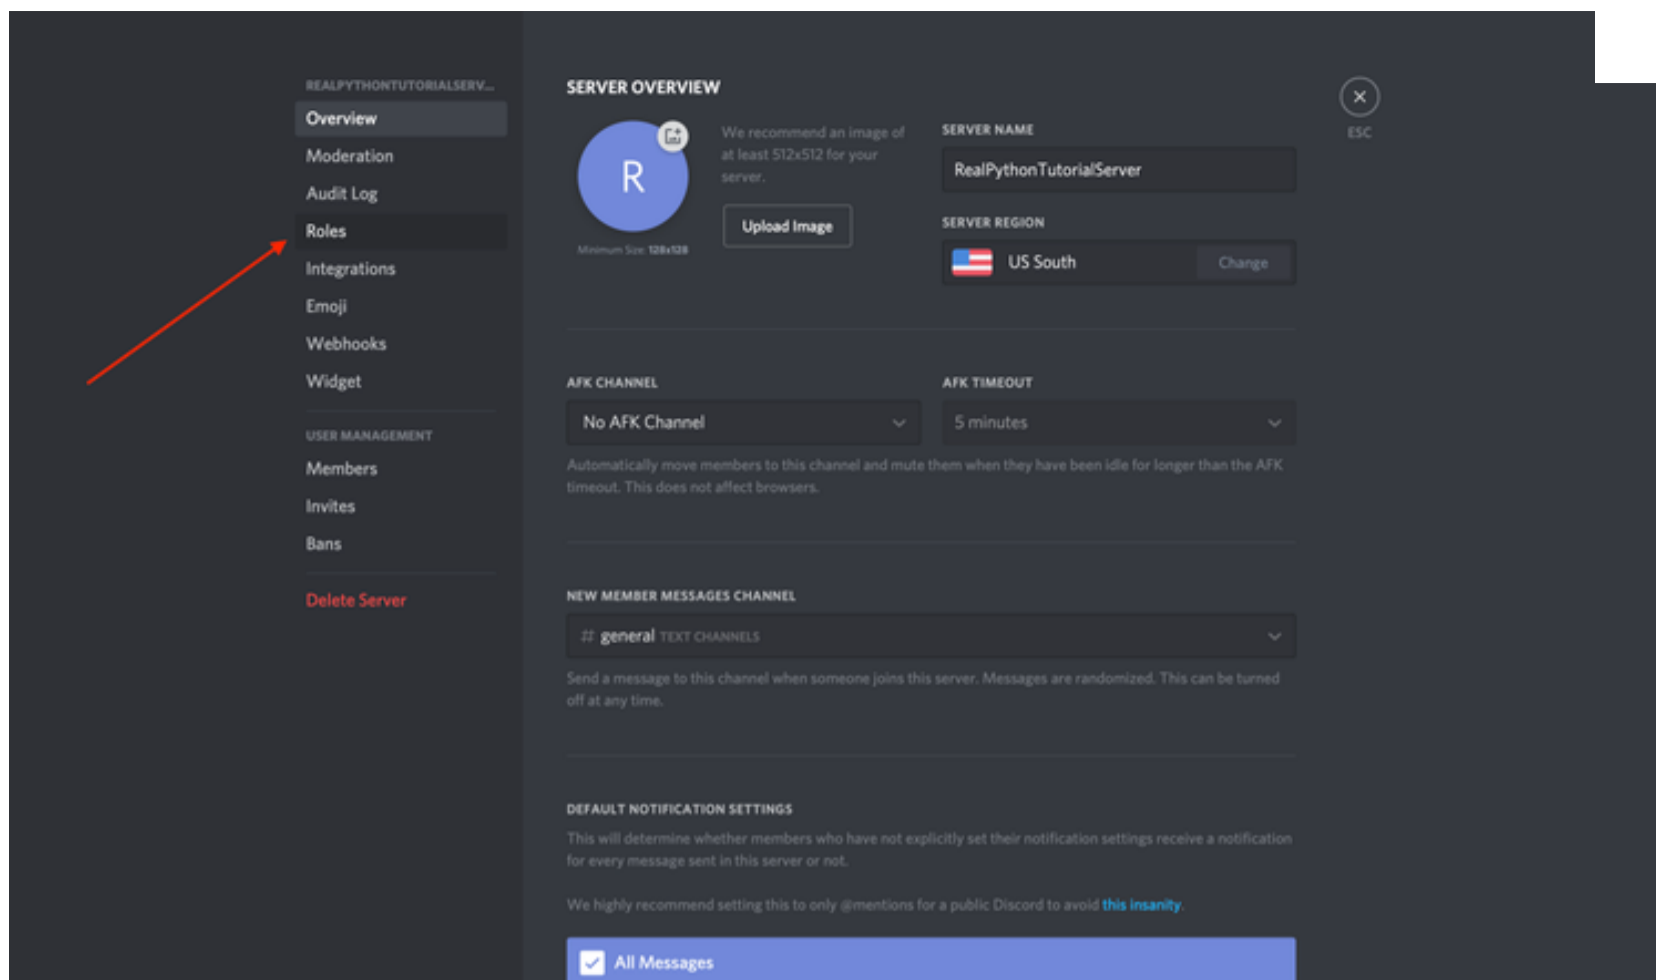 REALPYTHONTUTORIALSERV...
Overview
Moderation
Audit Log
Roles
Integrations
Emoji
Webhooks
Widget
USER MANAGEMENT
Members
Invites
Bans
Delete Server
SERVER OVERVIEW
R
Minimum Size: 128x128
We recommend an image of
at least 512x512 for your
server.
Upload Image
SERVER NAME
RealPythonTutorialServer
SERVER REGION
US South
Change
ESC
AFK CHANNEL
No AFK Channel
AFK TIMEOUT
5 minutes
Automatically move members to this channel and mute them when they have been idle for longer than the AFK
timeout. This does not affect browsers.
NEW MEMBER MESSAGES CHANNEL
# general TEXT CHANNELS
Send a message to this channel when someone joins this server. Messages are randomized. This can be turned
off at any time.
DEFAULT NOTIFICATION SETTINGS
This will determine whether members who have not explicitly set their notification settings receive a notification
for every message sent in this server or not.
We highly recommend setting this to only @mentions for a public Discord to avoid this insanity.
All Messages